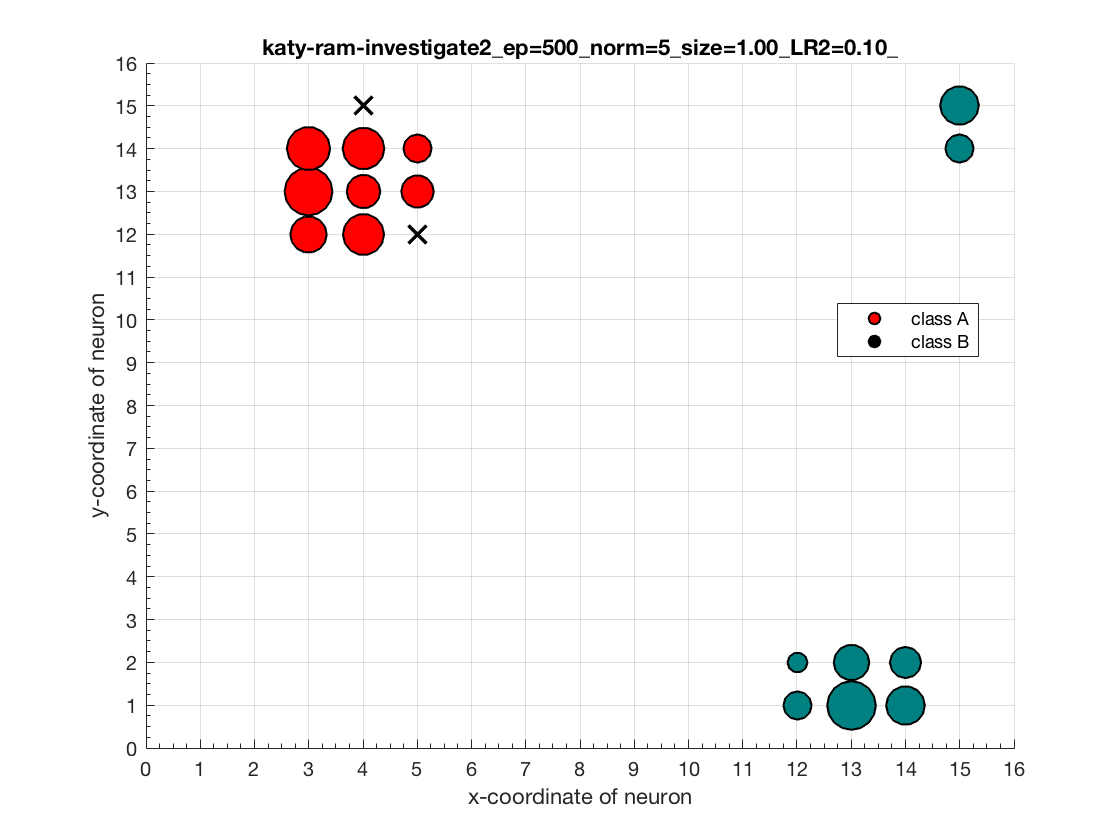 katy-ram-investigate2_ep=500_norm=5_size=1.00_LR2=0.10_
16
15
14
13
12
11
10
9
8
7
6
5
4
3
2
1
0
y-coordinate of neuron
class A
class B
0 1 2 3 4 5 6 7 8 9 10 11 12 13 14 15 16
x-coordinate of neuron